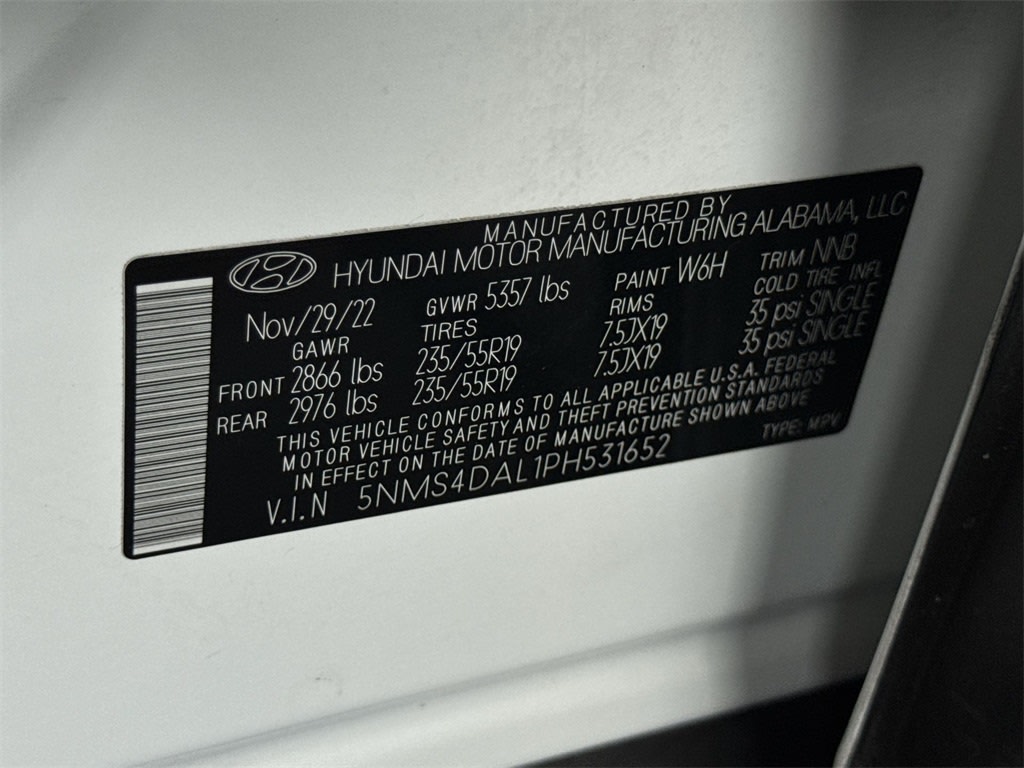 MANUFACTURED BY
HYUNDAI MOTOR MANUFACTURING ALABAMA, LLC
Nov/29/22 GVWR 5357 lbs PAINT W6H TRIM NNB
GAWR TIRES RIMS COLD TIRE INFL
FRONT 2866 lbs 235/55R19 7.5JX19 35 psi SINGLE
REAR 2976 lbs 235/55R19 7.5JX19 35 psi SINGLE
THIS VEHICLE CONFORMS TO ALL APPLICABLE U.S.A. FEDERAL
MOTOR VEHICLE SAFETY AND THEFT PREVENTION STANDARDS
IN EFFECT ON THE DATE OF MANUFACTURE SHOWN ABOVE
V.I.N 5NMS4DAL1PH531652 TYPE: MPV